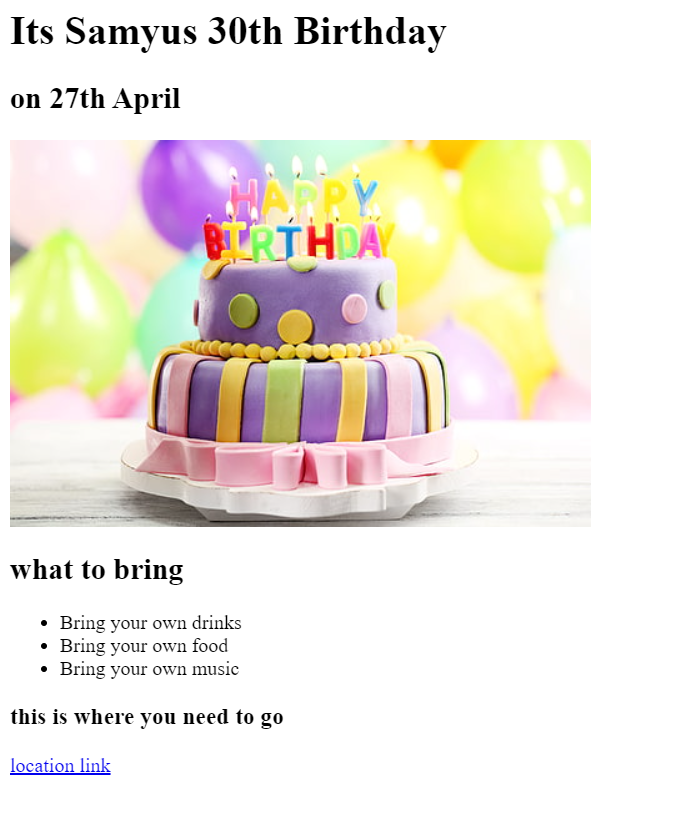 Its Samyus 30th Birthday
on 27th April
HAPPY
BIRTHDAY
what to bring
Bring your own drinks
Bring your own food
Bring your own music
this is where you need to go
location link